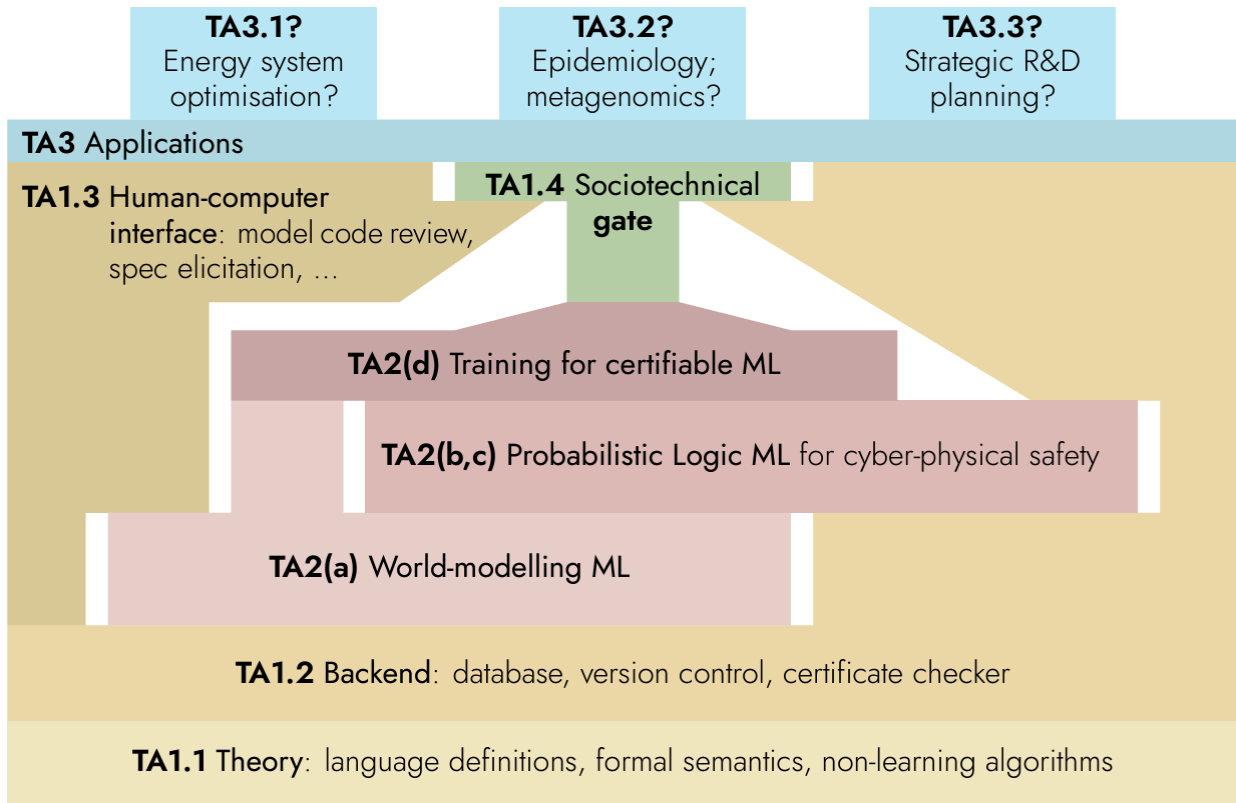 TA3.1?
Energy system
optimisation?
TA3.2?
Epidemiology;
metagenomics?
TA3.3?
Strategic R&D
planning?
TA3 Applications
TA1.3 Human-computer
interface: model code review,
spec elicitation, ...
TA1.4 Sociotechnical
gate
TA2(d) Training for certifiable ML
TA2(b,c) Probabilistic Logic ML for cyber-physical safety
TA2(a) World-modelling ML
TA1.2 Backend: database, version control, certificate checker
TA1.1 Theory: language definitions, formal semantics, non-learning algorithms